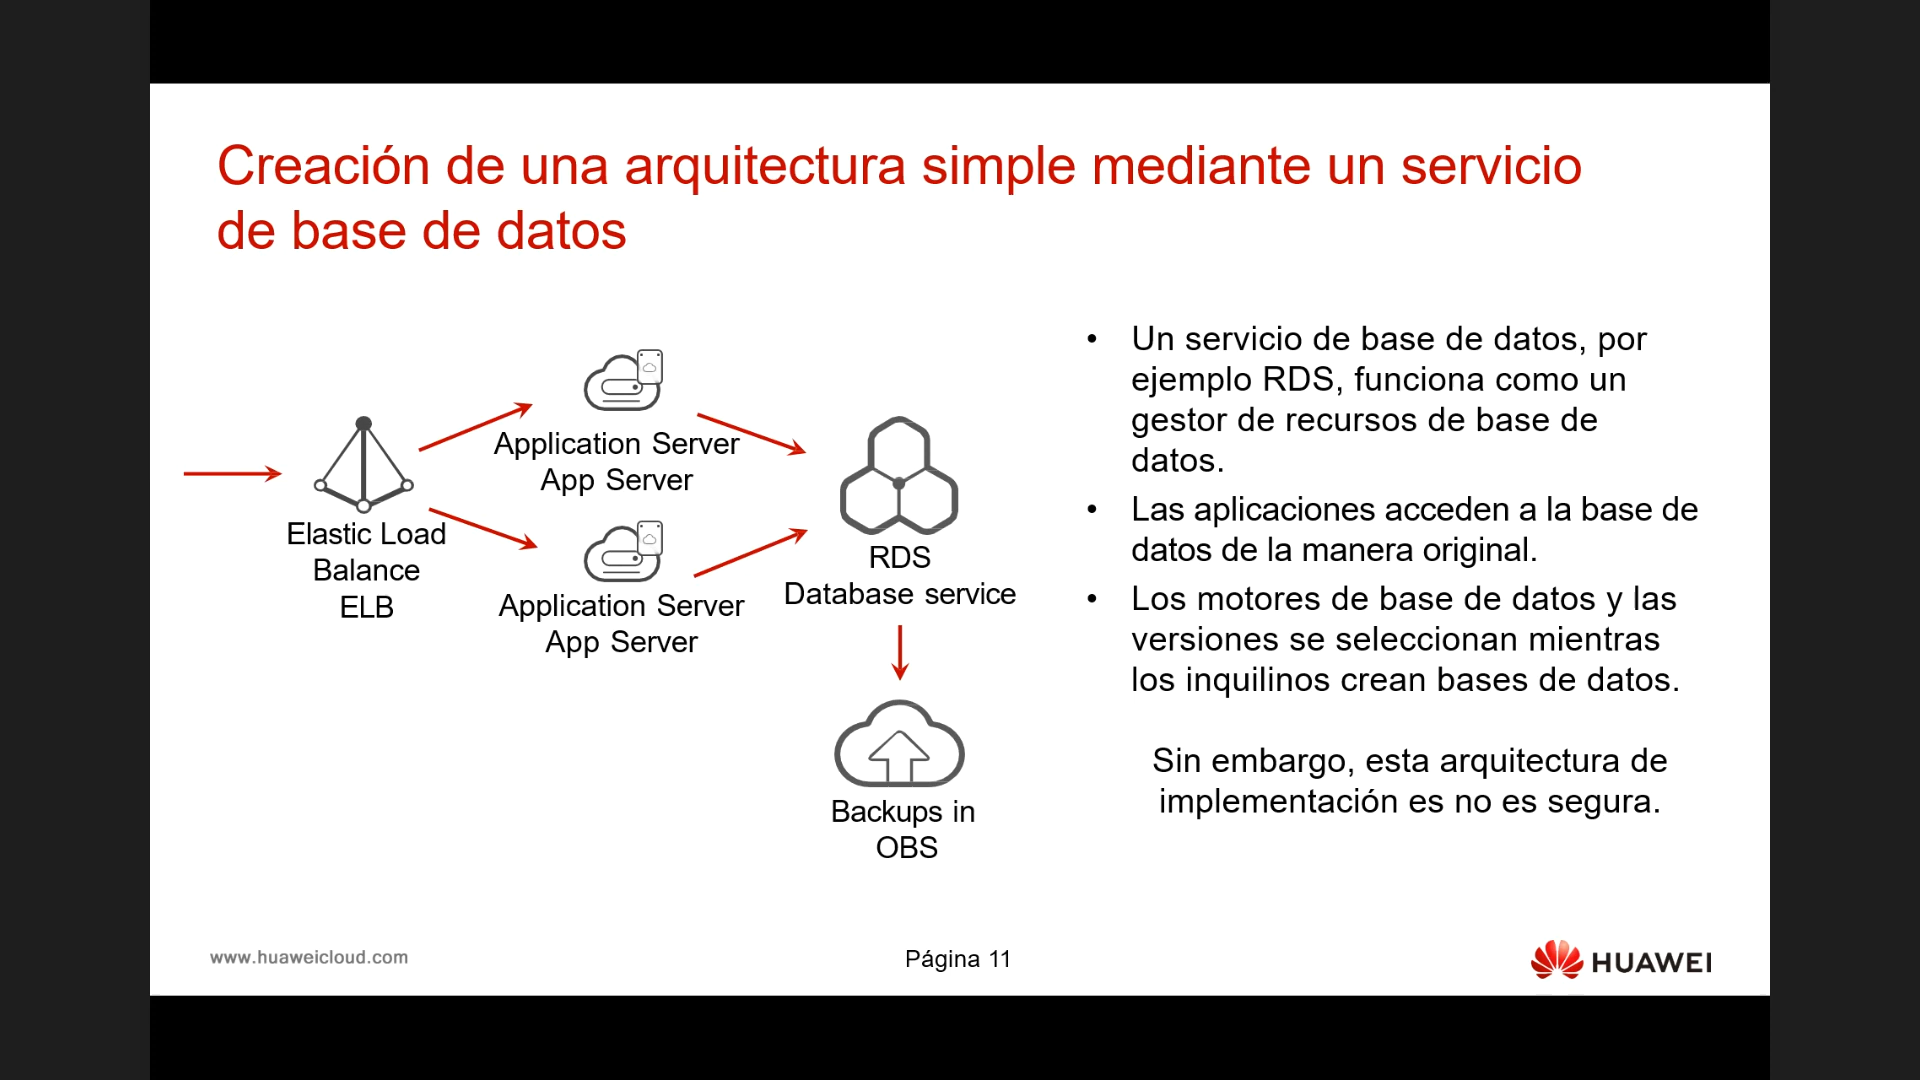 Creación de una arquitectura simple mediante un servicio
de base de datos
Elastic Load
Balance
ELB
Application Server
App Server
Application Server
App Server
RDS
Database service
Backups in
OBS
• Un servicio de base de datos, por
ejemplo RDS, funciona como un
gestor de recursos de base de
datos.
• Las aplicaciones acceden a la base de
datos de la manera original.
• Los motores de base de datos y las
versiones se seleccionan mientras
los inquilinos crean bases de datos.
Sin embargo, esta arquitectura de
implementación es no es segura.
www.huaweicloud.com
Página 11
HUAWEI